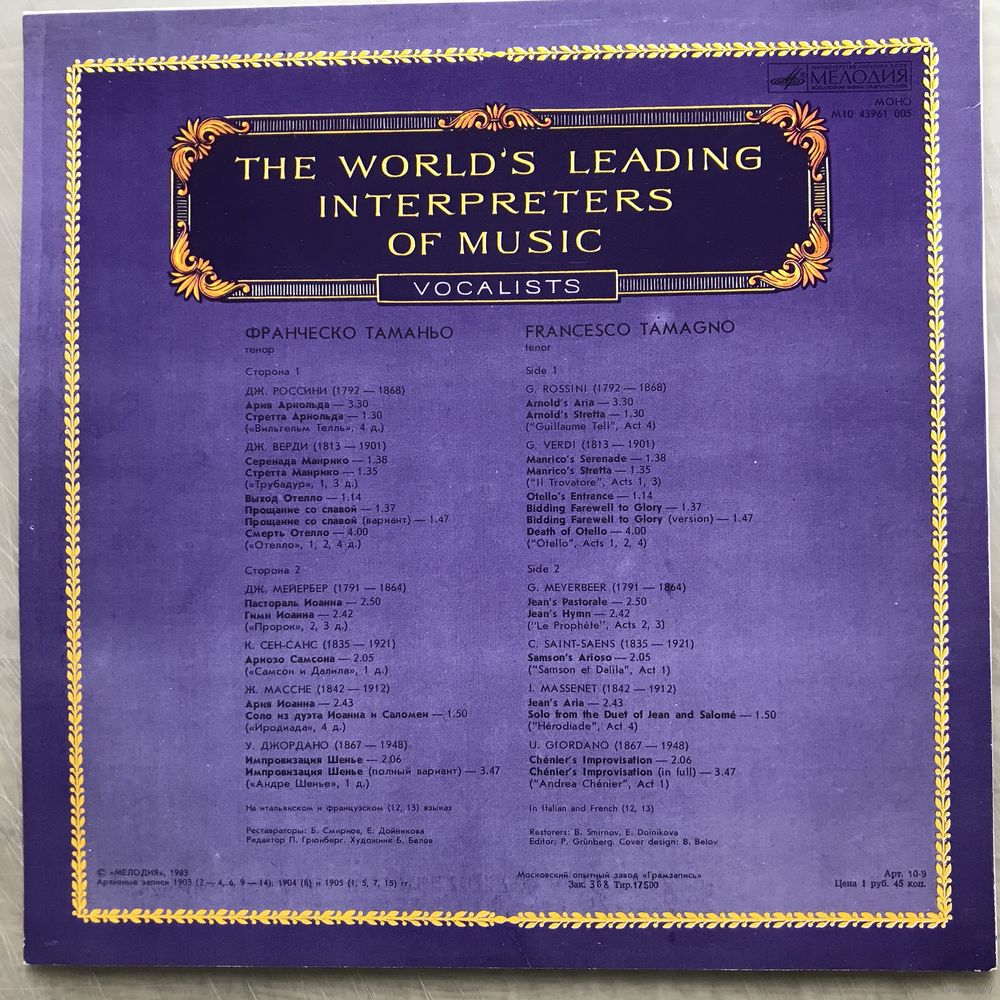 МИНИСТЕРСТВО КУЛЬТУРЫ СССР
МЕЛОДИЯ
ВСЕСОЮЗНАЯ ФИРМА ГРАМПЛАСТИНОК
МОНО
М10 43961 005
THE WORLD'S LEADING
INTERPRETERS
OF MUSIC
VOCALISTS
ФРАНЧЕСКО ТАМАНЬО
тенор
Сторона 1
ДЖ. РОССИНИ (1792 — 1868)
Ария Арнольда — 3.30
Стретта Арнольда — 1.30
(«Вильгельм Телль», 4 д.)
ДЖ. ВЕРДИ (1813 — 1901)
Серенада Манрико — 1.38
Стретта Манрико — 1.35
(«Трубадур», 1, 3 д.)
Выход Отелло — 1.14
Прощание со славой — 1.37
Прощание со славой (вариант) — 1.47
Смерть Отелло — 4.00
(«Отелло», 1, 2, 4 д.)
Сторона 2
ДЖ. МЕЙЕРБЕР (1791 — 1864)
Пастораль Иоанна — 2.50
Гимн Иоанна — 2.42
(«Пророк», 2, 3 д.)
К. СЕН-САНС (1835 — 1921)
Ариозо Самсона — 2.05
(«Самсон и Далила», 1 д.)
Ж. МАССНЕ (1842 — 1912)
Ария Иоанна — 2.43
Соло из дуэта Иоанна и Саломеи — 1.50
(«Иродиада», 4 д.)
У. ДЖОРДАНО (1867 — 1948)
Импровизация Шенье — 2.06
Импровизация Шенье (полный вариант) — 3.47
(«Андре Шенье», 1 д.)
На итальянском и французском (12, 13) языках
Реставраторы: Б. Смирнов, Е. Дойникова
Редактор П. Грюнберг. Художник Б. Белов
FRANCESCO TAMAGNO
tenor
Side 1
G. ROSSINI (1792 — 1868)
Arnold's Aria — 3.30
Arnold's Stretta — 1.30
("Guillaume Tell", Act 4)
G. VERDI (1813 — 1901)
Manrico's Serenade — 1.38
Manrico's Stretta — 1.35
("Il Trovatore", Acts 1, 3)
Otello's Entrance — 1.14
Bidding Farewell to Glory — 1.37
Bidding Farewell to Glory (version) — 1.47
Death of Otello — 4.00
("Otello", Acts 1, 2, 4)
Side 2
G. MEYERBEER (1791 — 1864)
Jean's Pastorale — 2.50
Jean's Hymn — 2.42
("Le Prophète", Acts 2, 3)
C. SAINT-SAENS (1835 — 1921)
Samson's Arioso — 2.05
("Samson et Dalila", Act 1)
J. MASSENET (1842 — 1912)
Jean's Aria — 2.43
Solo from the Duet of Jean and Salomé — 1.50
("Hérodiade", Act 4)
U. GIORDANO (1867 — 1948)
Chénier's Improvisation — 2.06
Chénier's Improvisation (in full) — 3.47
("Andrea Chénier", Act 1)
In Italian and French (12, 13)
Restorers: B. Smirnov, E. Doinikova
Editor: P. Grünberg. Cover design: B. Belov
© «МЕЛОДИЯ», 1983
Архивные записи 1903 (2 — 4, 6, 9 — 14), 1904 (8) и 1905 (1, 5, 7, 15) гг.
Московский опытный завод «Грамзапись»
Зак. 368 Тир. 17500
Арт. 10-9
Цена 1 руб. 45 коп.